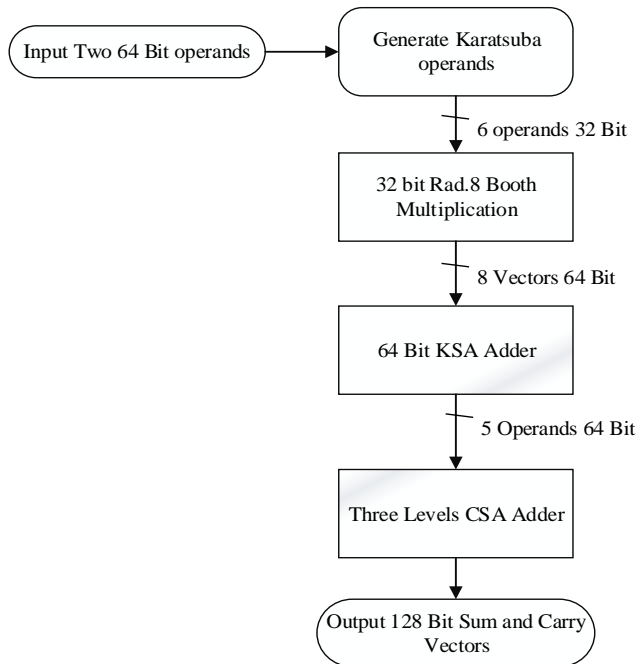 Input Two 64 Bit operands
Generate Karatsuba
operands
6 operands 32 Bit
32 bit Rad.8 Booth
Multiplication
8 Vectors 64 Bit
64 Bit KSA Adder
5 Operands 64 Bit
Three Levels CSA Adder
Output 128 Bit Sum and Carry
Vectors